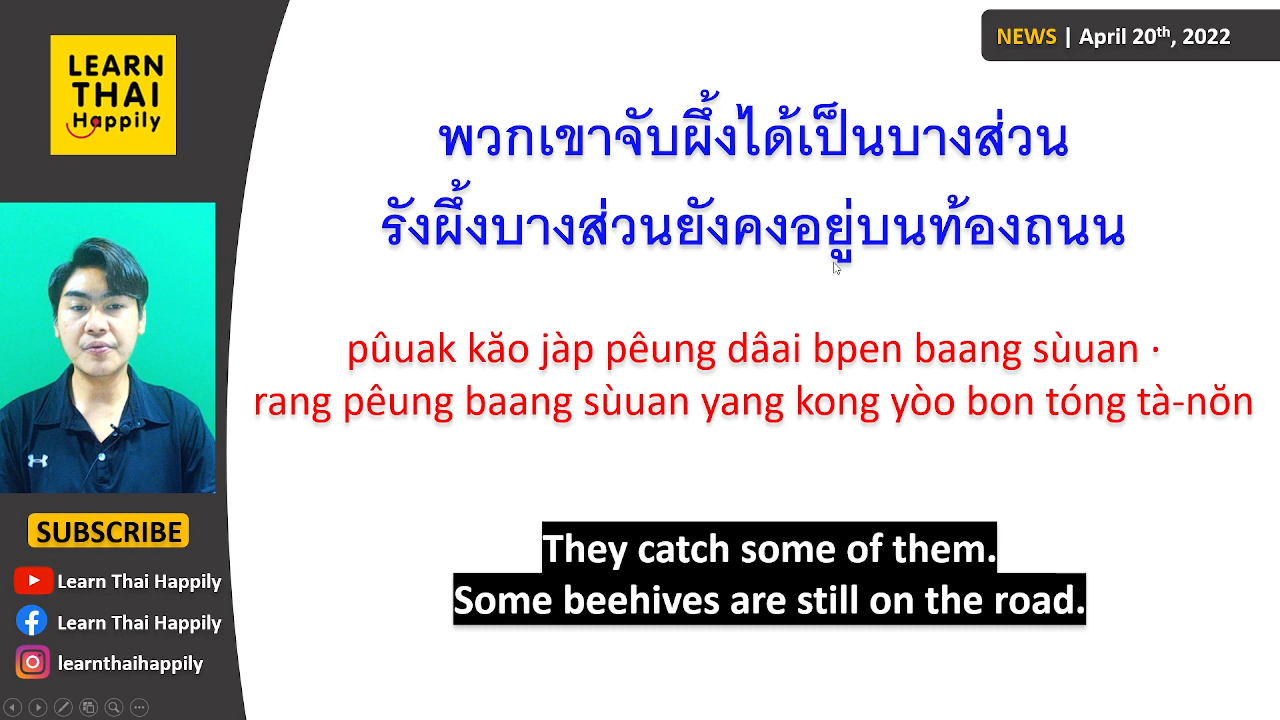 LEARN
THAI
Happily
NEWS | April 20th, 2022
พวกเขาจับผึ้งได้เป็นบางส่วน
รังผึ้งบางส่วนยังคงอยู่บนท้องถนน
pûuak kăo jàp pêung dâai bpen baang sùuan ·
rang pêung baang sùuan yang kong yòo bon tóng tà-nŏn
They catch some of them.
Some beehives are still on the road.
SUBSCRIBE
Learn Thai Happily
Learn Thai Happily
learnthaihappily